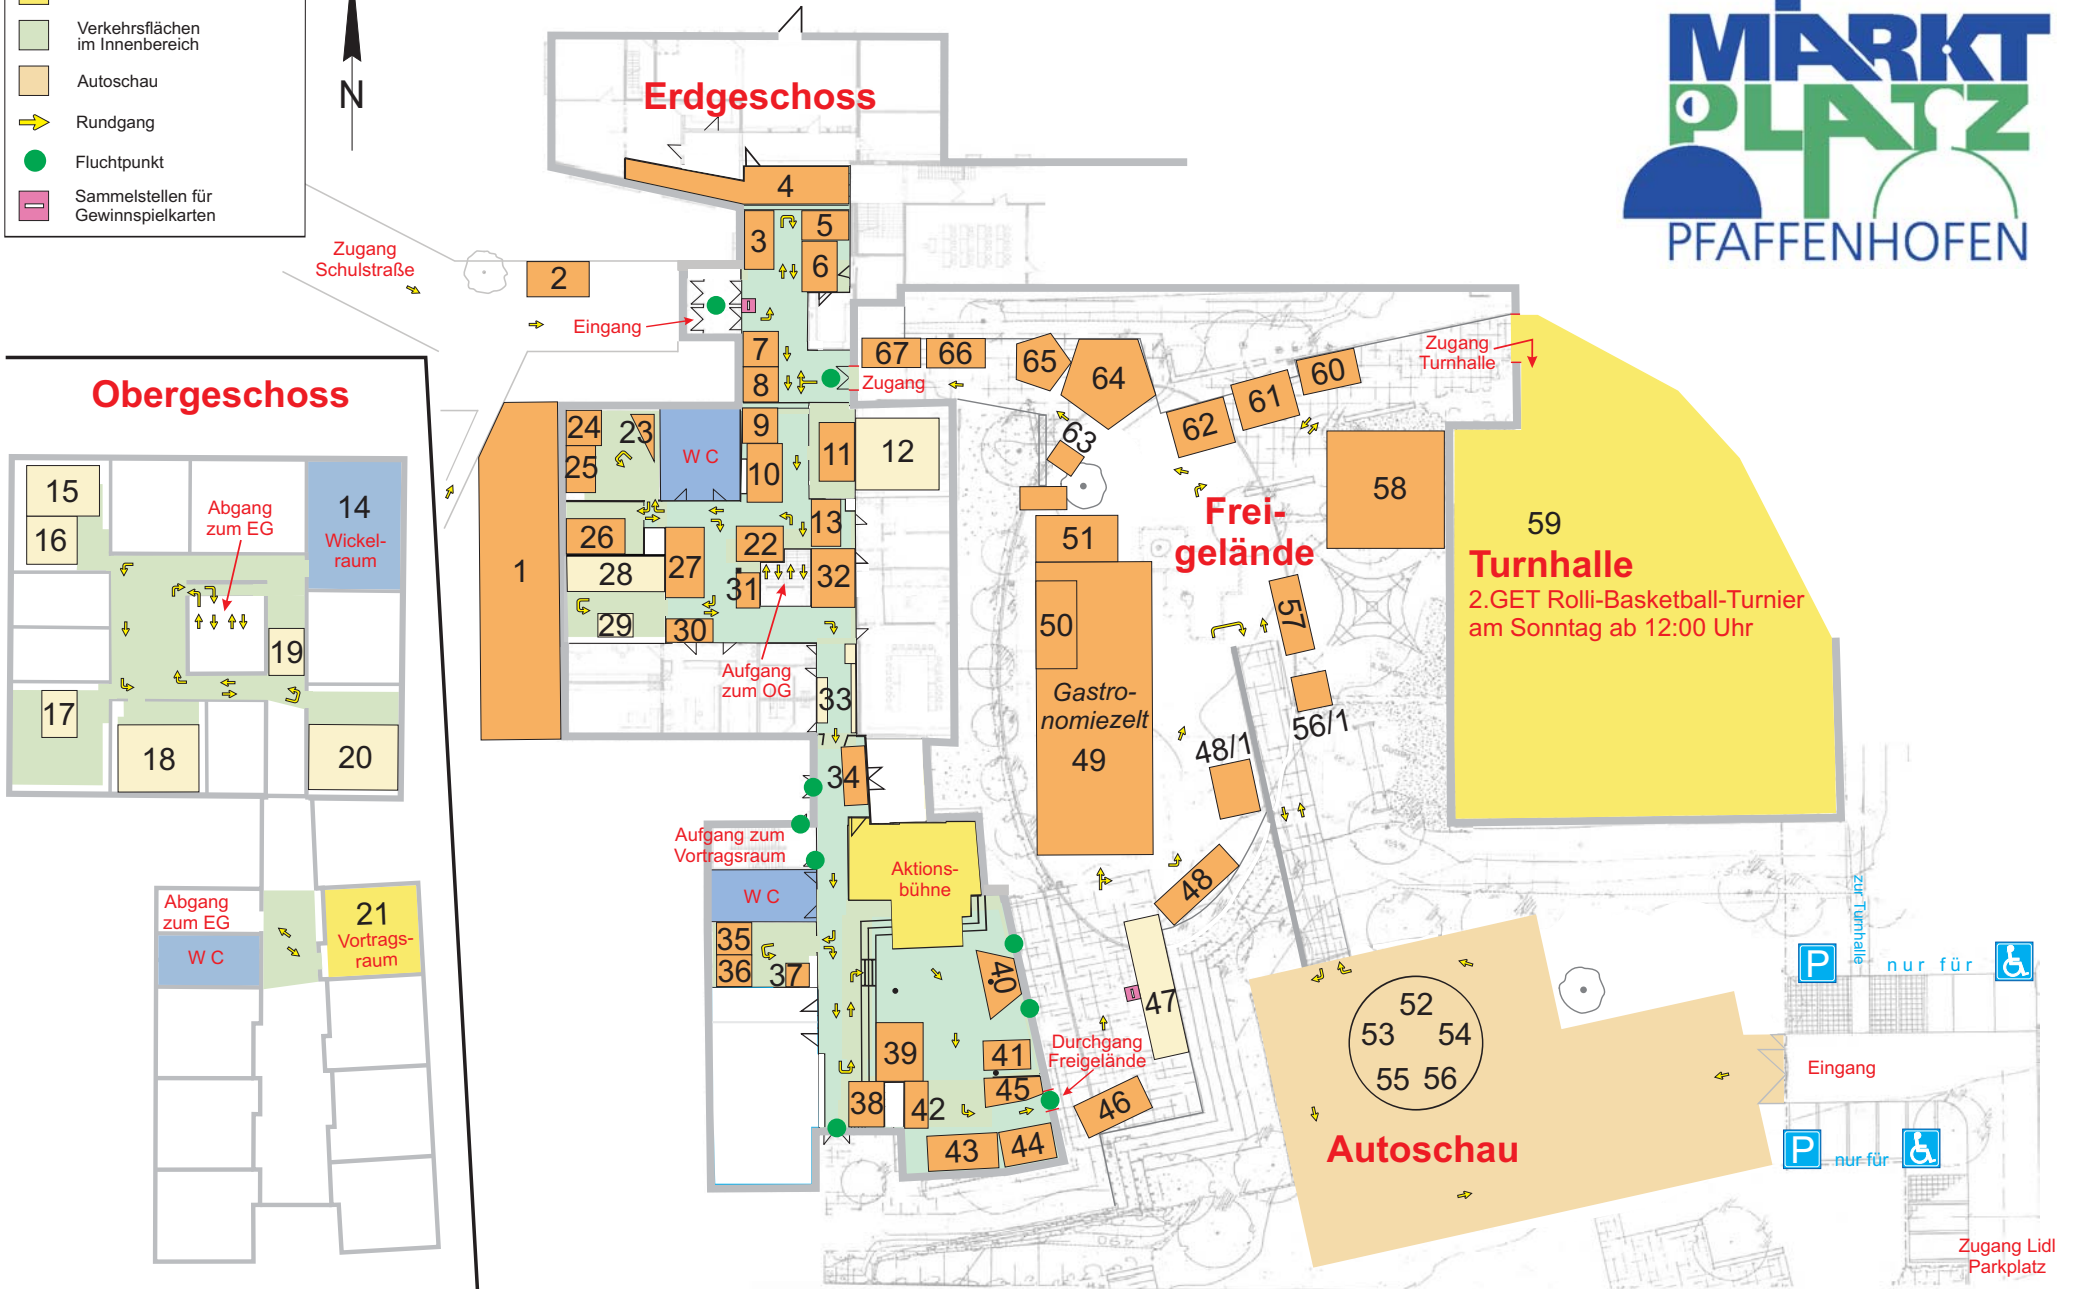 Verkehrsflächen
im Innenbereich
Autoschau
Rundgang
Fluchtpunkt
Sammelstellen für
Gewinnspielkarten
N
MARKT
PLATZ
PFAFFENHOFEN
Erdgeschoss
4
3
5
6
Zugang
Schulstraße
2
Eingang
7
8
67
66
65
64
Zugang
63
62
61
60
Zugang
Turnhalle
Obergeschoss
15
16
Abgang
zum EG
14
Wickel-
raum
19
17
18
20
Abgang
zum EG
W C
21
Vortrags-
raum
1
24
25
23
W C
9
10
11
12
13
26
27
22
28
31
32
29
30
Aufgang
zum OG
33
34
Aufgang zum
Vortragsraum
W C
Aktions-
bühne
35
36
37
40
39
41
38
42
45
43
44
Durchgang
Freigelände
46
47
48
48/1
51
50
Gastro-
nomiezelt
49
Frei-
gelände
57
56/1
58
59
Turnhalle
2.GET Rolli-Basketball-Turnier
am Sonntag ab 12:00 Uhr
52
53
54
55
56
Autoschau
zur Turnhalle
P
nur für
Eingang
P
nur für
Zugang Lidl
Parkplatz